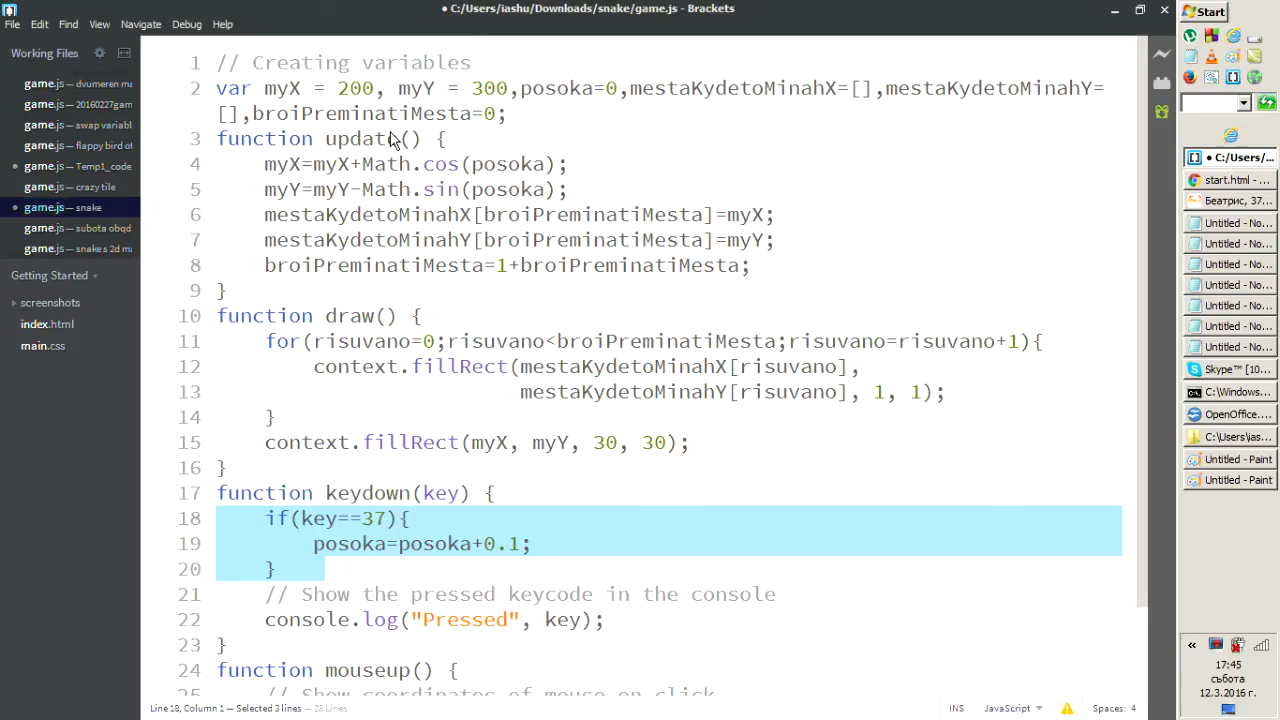 • C:/Users/iashu/Downloads/snake/game.js - Brackets
File Edit Find View Navigate Debug Help
Working Files
game.js — dvumeren m
game.js — 20160227gam
game.js — swap variabl
game.js — flappy bird of
• game.js — Temp1_code
game.js — crazy tile
• game.js — snake
game.js — subota obqd
game.js — snake s 2d m
Getting Started
screenshots
index.html
main.css
1 // Creating variables
2 var myX = 200, myY = 300,posoka=0,mestaKydetoMinahX=[],mestaKydetoMinahY=
[],broiPreminatiMesta=0;
3 function update() {
4 myX=myX+Math.cos(posoka);
5 myY=myY-Math.sin(posoka);
6 mestaKydetoMinahX[broiPreminatiMesta]=myX;
7 mestaKydetoMinahY[broiPreminatiMesta]=myY;
8 broiPreminatiMesta=1+broiPreminatiMesta;
9 }
10 function draw() {
11 for(risuvano=0;risuvano<broiPreminatiMesta;risuvano=risuvano+1){
12 context.fillRect(mestaKydetoMinahX[risuvano],
13 mestaKydetoMinahY[risuvano], 1, 1);
14 }
15 context.fillRect(myX, myY, 30, 30);
16 }
17 function keydown(key) {
18 if(key==37){
19 posoka=posoka+0.1;
20 }
21 // Show the pressed keycode in the console
22 console.log("Pressed", key);
23 }
24 function mouseup() {
25 // Show coordinates of mouse on click
Line 18, Column 1 — Selected 3 lines — 28 Lines
INS JavaScript Spaces: 4
Start
• C:/Users/...
start.html - ...
Беатрис, 37...
Untitled - No...
Untitled - No...
Untitled - No...
Untitled - No...
Untitled - No...
Untitled - No...
Untitled - No...
Skype™ [10...
C:\Windows...
OpenOffice....
C:\Users\jas...
Untitled - Paint
Untitled - Paint
«
17:45
събота
12.3.2016 г.